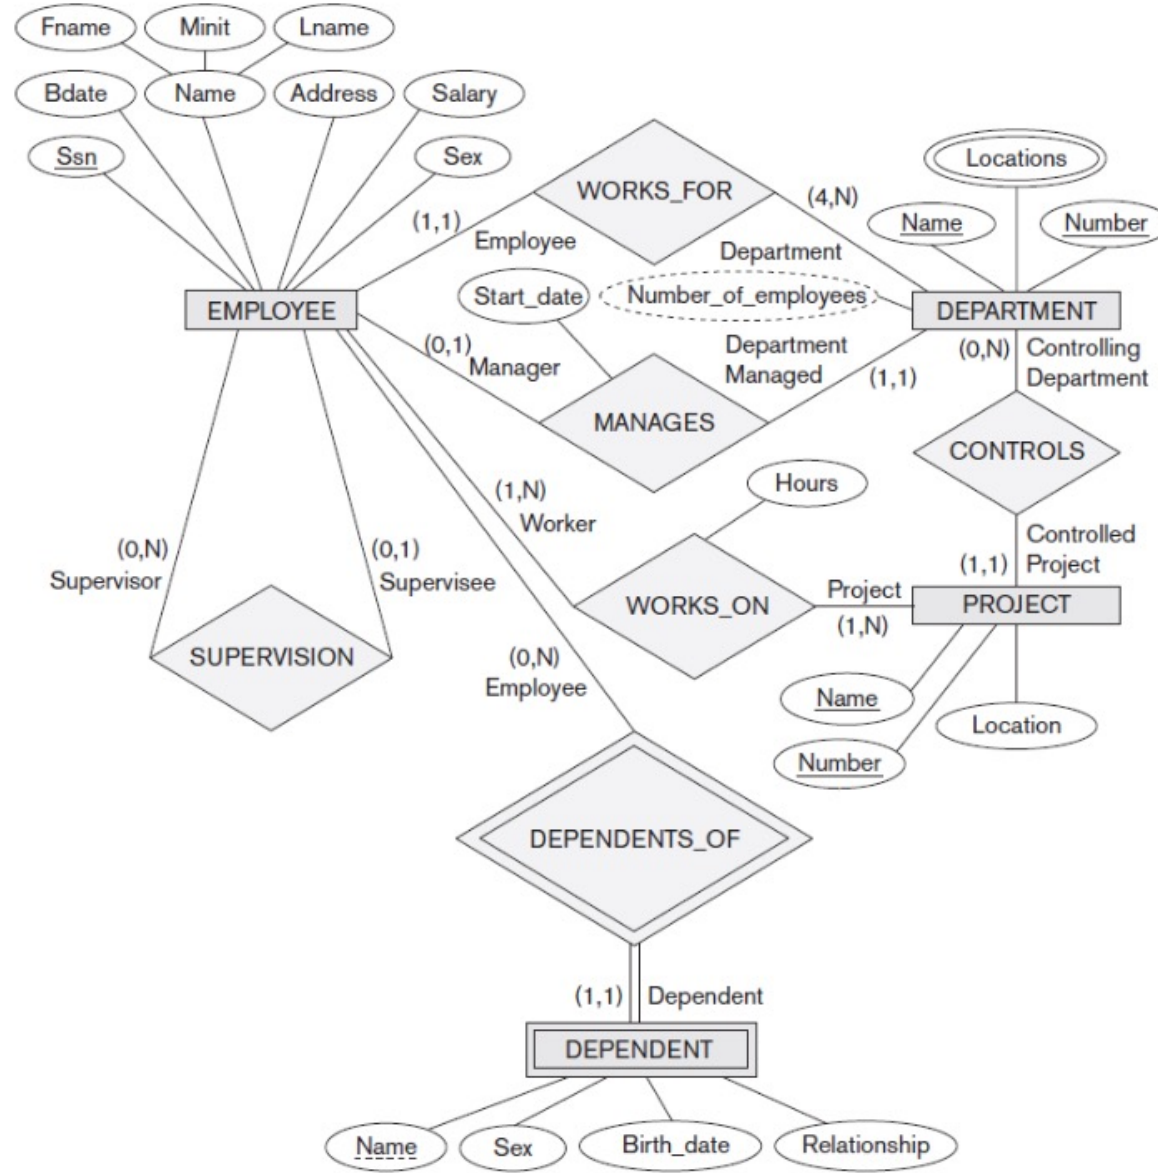 Fname
Minit
Lname
Bdate
Name
Address
Salary
Ssn
Sex
WORKS_FOR
(1,1)
Employee
(4,N)
Department
Locations
Name
Number
Start_date
Number_of_employees
EMPLOYEE
DEPARTMENT
(0,1)
Manager
MANAGES
Department
Managed
(1,1)
(0,N)
Controlling
Department
CONTROLS
Hours
(1,N)
Worker
(0,N)
Supervisor
(0,1)
Supervisee
Controlled
Project
(1,1)
WORKS_ON
Project
(1,N)
PROJECT
SUPERVISION
(0,N)
Employee
Name
Number
Location
DEPENDENTS_OF
(1,1)
Dependent
DEPENDENT
Name
Sex
Birth_date
Relationship